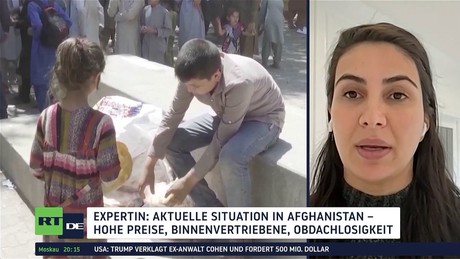 EXPERTIN: AKTUELLE SITUATION IN AFGHANISTAN –
HOHE PREISE, BINNENVERTRIEBENE, OBDACHLOSIGKEIT
RT DE
Moskau 20:15 USA: TRUMP VERKLAGT EX-ANWALT COHEN UND FORDERT 500 MIO. DOLLAR